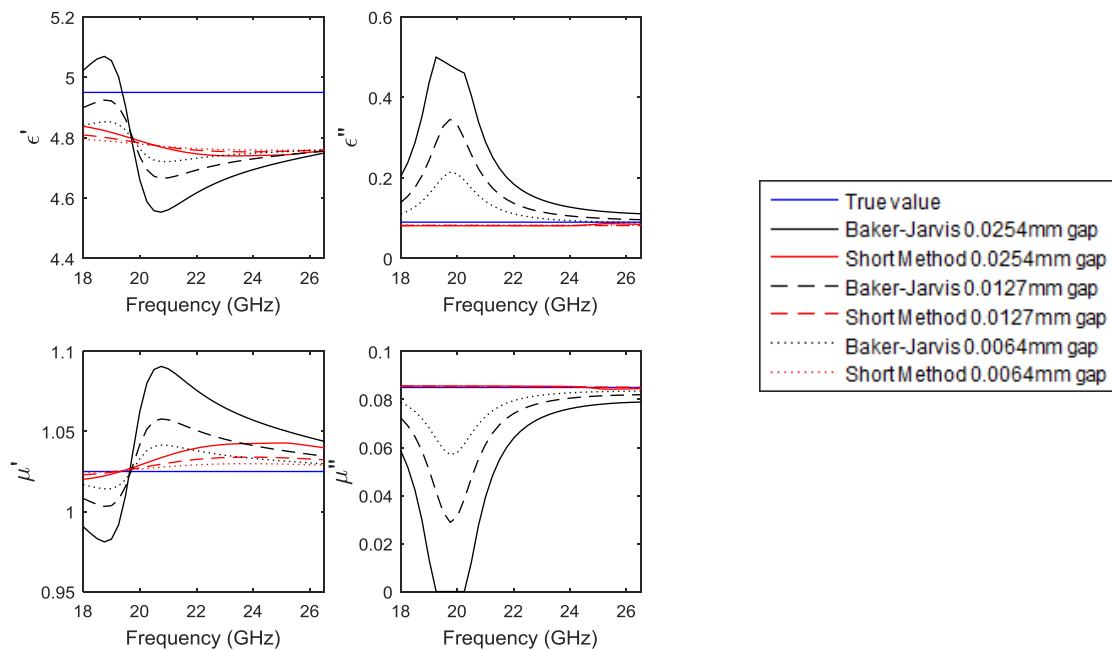 5.2
5
4.8
4.6
4.4
ϵ'
18 20 22 24 26
Frequency (GHz)
0.6
0.4
0.2
0
ϵ''
18 20 22 24 26
Frequency (GHz)
1.1
1.05
1
0.95
μ'
18 20 22 24 26
Frequency (GHz)
0.1
0.08
0.06
0.04
0.02
0
μ''
18 20 22 24 26
Frequency (GHz)
True value
Baker-Jarvis 0.0254mm gap
Short Method 0.0254mm gap
Baker-Jarvis 0.0127mm gap
Short Method 0.0127mm gap
Baker-Jarvis 0.0064mm gap
Short Method 0.0064mm gap